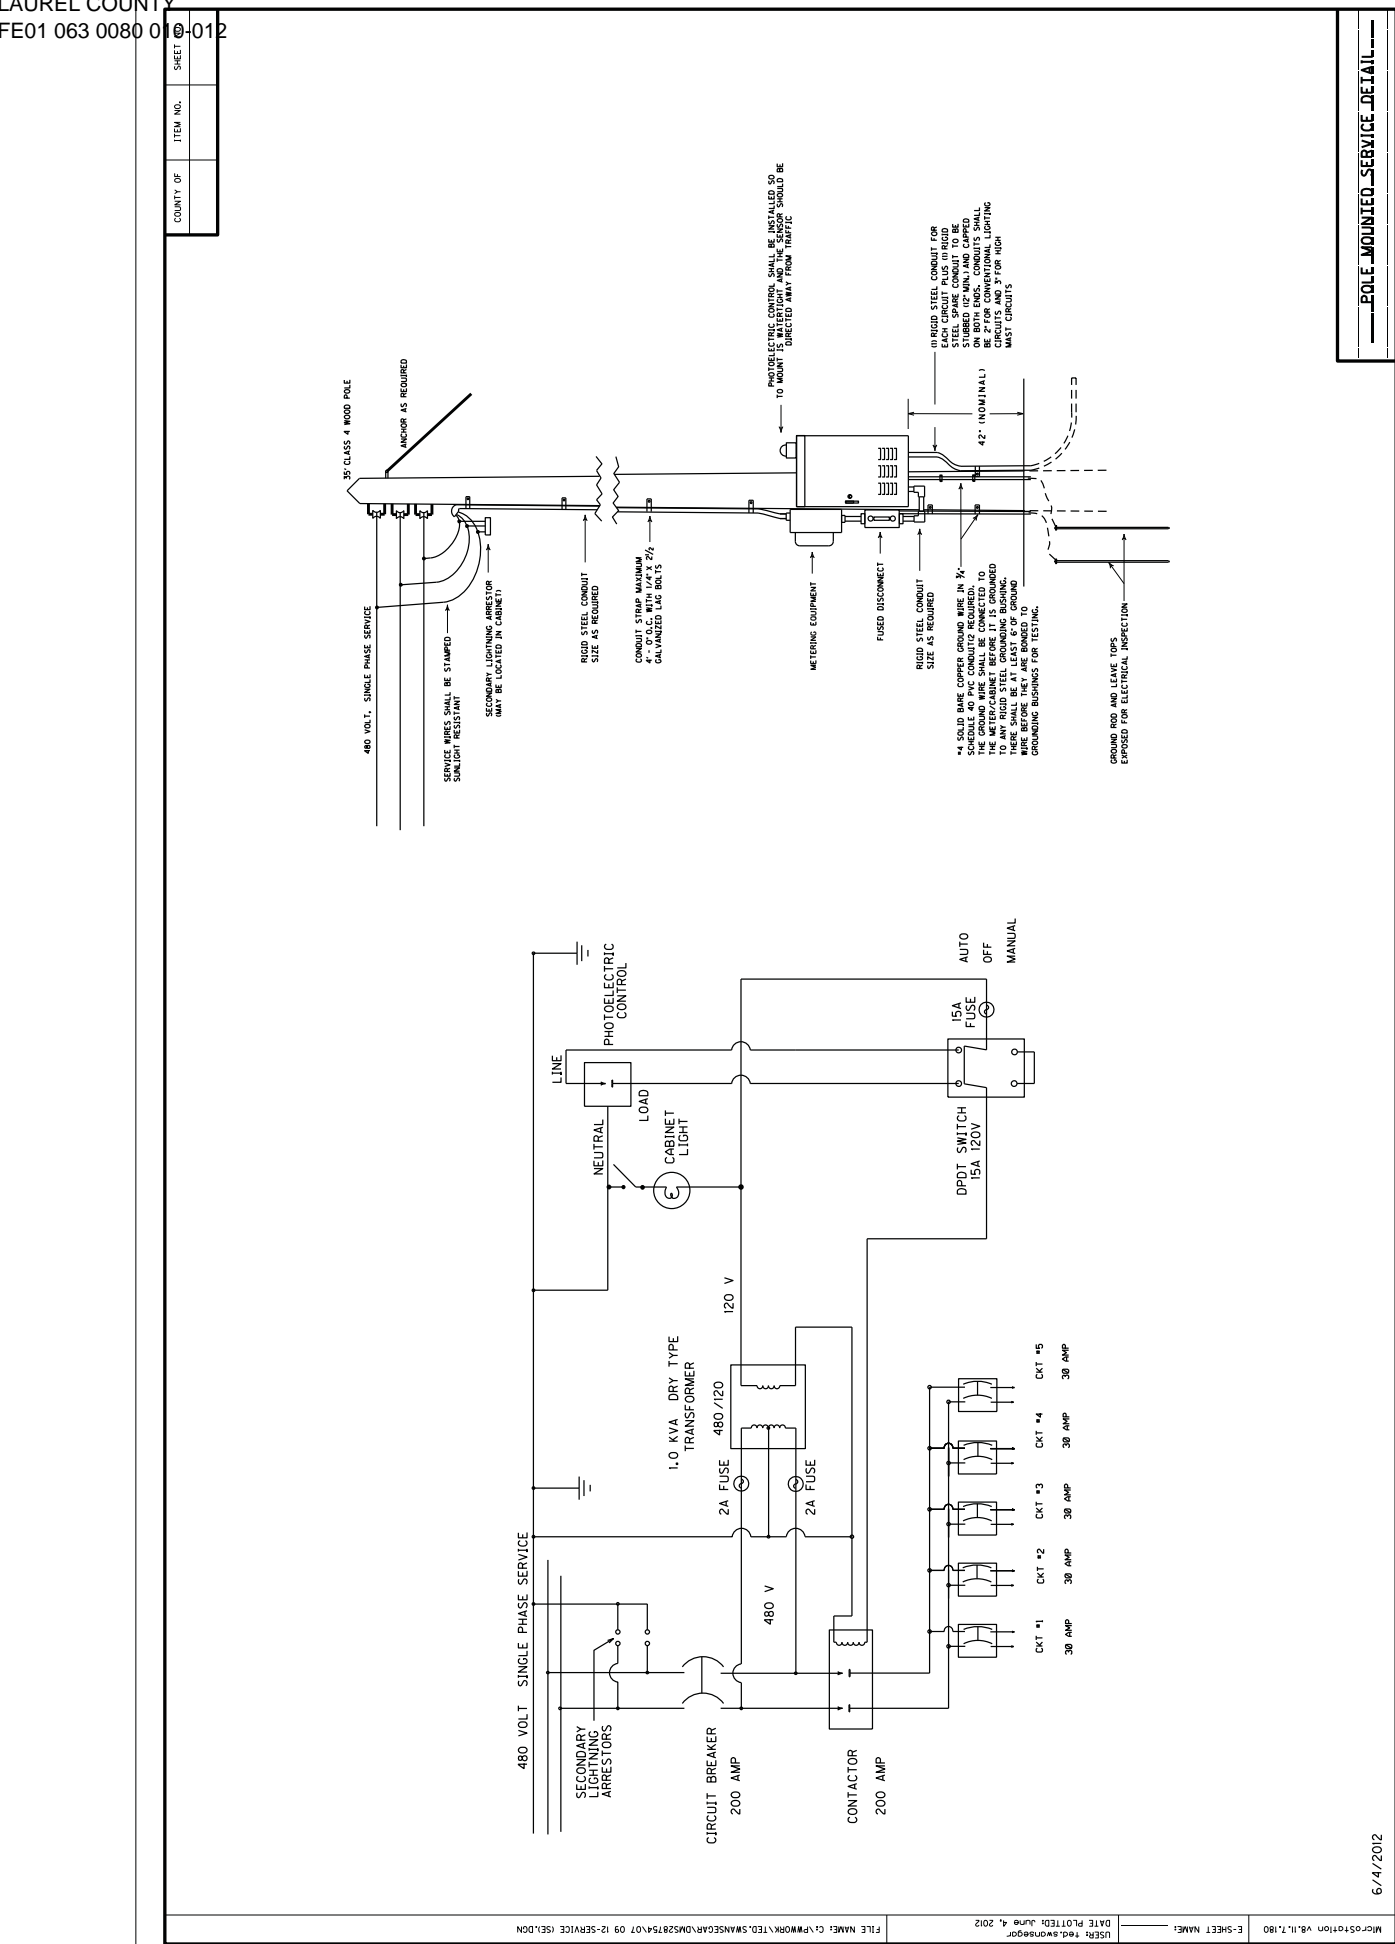 LAUREL COUNTY
FE01 063 0080 010-012
COUNTY OF
ITEM NO.
SHEET NO.
POLE MOUNTED SERVICE DETAIL
35' CLASS 4 WOOD POLE
ANCHOR AS REQUIRED
480 VOLT, SINGLE PHASE SERVICE
SERVICE WIRES SHALL BE STAMPED
SUNLIGHT RESISTANT
SECONDARY LIGHTNING ARRESTOR
(MAY BE LOCATED IN CABINET)
RIGID STEEL CONDUIT
SIZE AS REQUIRED
CONDUIT STRAP MAXIMUM
4' - 0" O.C. WITH 1/4" X 2½
GALVANIZED LAG BOLTS
PHOTOELECTRIC CONTROL SHALL BE INSTALLED SO
TO MOUNT IS WATERTIGHT AND THE SENSOR SHOULD BE
DIRECTED AWAY FROM TRAFFIC
METERING EQUIPMENT
FUSED DISCONNECT
RIGID STEEL CONDUIT
SIZE AS REQUIRED
(1) RIGID STEEL CONDUIT FOR
EACH CIRCUIT PLUS (1) RIGID
STEEL SPARE CONDUIT TO BE
STUBBED (12" MIN.) AND CAPPED
ON BOTH ENDS. CONDUITS SHALL
BE 2" FOR CONVENTIONAL LIGHTING
CIRCUITS AND 3" FOR HIGH
MAST CIRCUITS
42" (NOMINAL)
#4 SOLID BARE COPPER GROUND WIRE IN ¾"
SCHEDULE 40 PVC CONDUIT(2 REQUIRED).
THE GROUND WIRE SHALL BE CONNECTED TO
THE METER/CABINET BEFORE IT IS GROUNDED
TO ANY RIGID STEEL GROUNDING BUSHING.
THERE SHALL BE AT LEAST 6" OF GROUND
WIRE BEFORE THEY ARE BONDED TO
GROUNDING BUSHINGS FOR TESTING.
GROUND ROD AND LEAVE TOPS
EXPOSED FOR ELECTRICAL INSPECTION
480 VOLT SINGLE PHASE SERVICE
SECONDARY
LIGHTNING
ARRESTORS
CIRCUIT BREAKER
200 AMP
CONTACTOR
200 AMP
480 V
2A FUSE
2A FUSE
1.0 KVA DRY TYPE
TRANSFORMER
480/120
120 V
NEUTRAL
CABINET
LIGHT
LINE
LOAD
PHOTOELECTRIC
CONTROL
DPDT SWITCH
15A 120V
15A
FUSE
AUTO
OFF
MANUAL
CKT #1
30 AMP
CKT #2
30 AMP
CKT #3
30 AMP
CKT #4
30 AMP
CKT #5
30 AMP
6/4/2012
MicroStation v8.11.7.180
E-SHEET NAME:
USER: ted.swansegar
DATE PLOTTED: June 4, 2012
FILE NAME: C:\PWWORK\TED.SWANSEGAR\DMS28754\07 09 12-SERVICE (SE).DGN